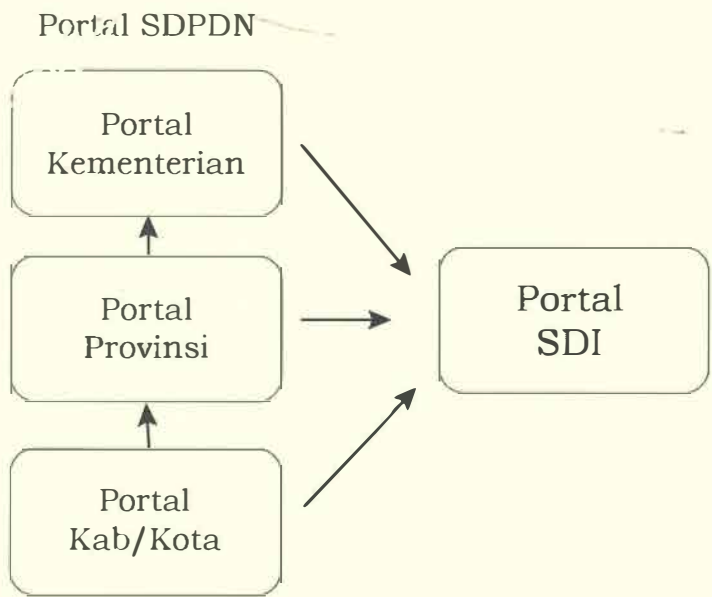 Portal SDPDN
Portal
Kementerian
Portal
Provinsi
Portal
SDI
Portal
Kab/Kota